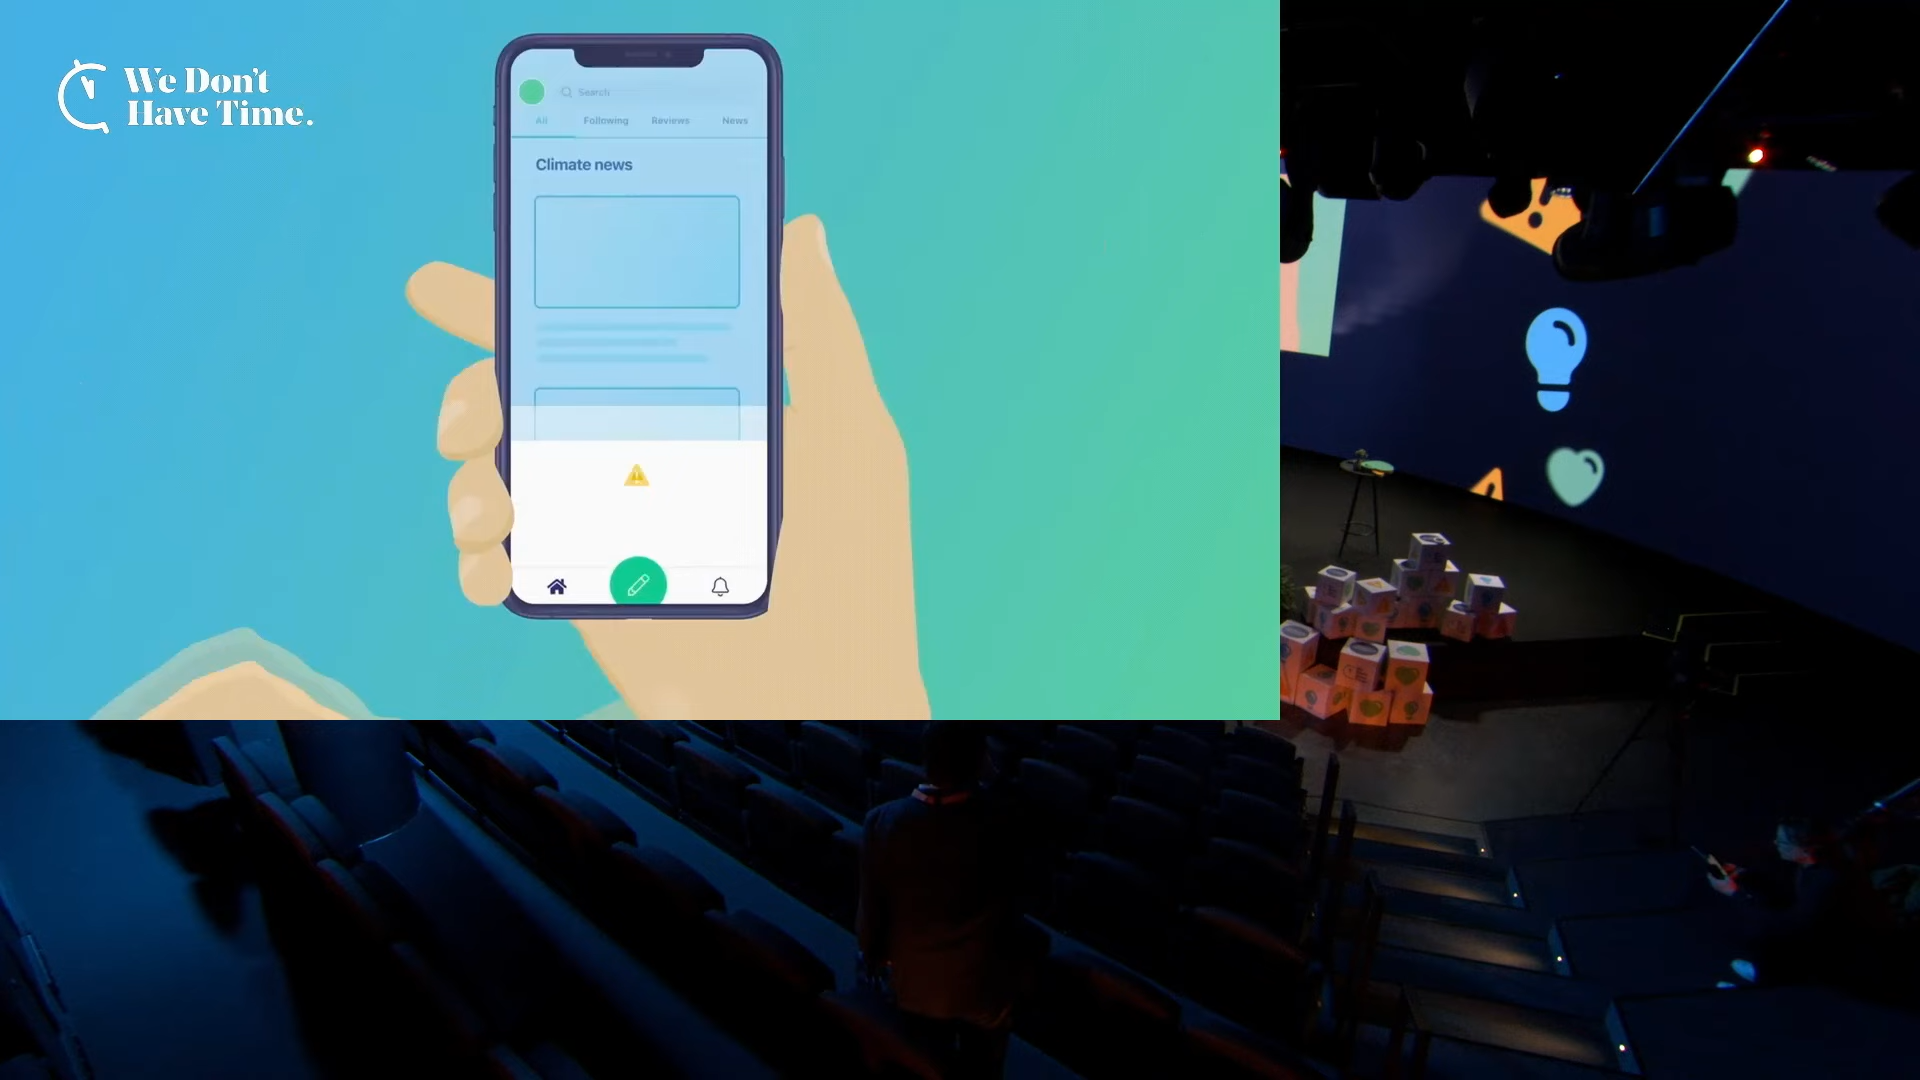 We Don't
Have Time.
Search
All Following Reviews News
Climate news